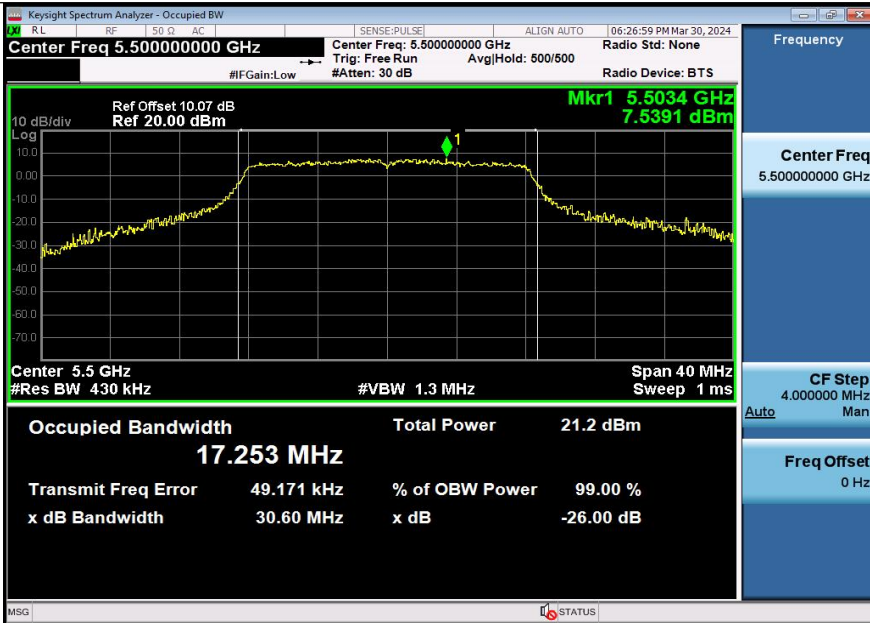 Keysight Spectrum Analyzer - Occupied BW
LXI RL RF 50 Ω AC SENSE:PULSE ALIGN AUTO 06:26:59 PM Mar 30, 2024
Center Freq 5.500000000 GHz
Center Freq: 5.500000000 GHz Radio Std: None
Trig: Free Run Avg|Hold: 500/500
#IFGain:Low #Atten: 30 dB Radio Device: BTS
Ref Offset 10.07 dB Mkr1 5.5034 GHz
10 dB/div Ref 20.00 dBm 7.5391 dBm
Log
1
10.0
0.00
-10.0
-20.0
-30.0
-40.0
-50.0
-60.0
-70.0
Center 5.5 GHz Span 40 MHz
#Res BW 430 kHz #VBW 1.3 MHz Sweep 1 ms
Occupied Bandwidth Total Power 21.2 dBm
17.253 MHz
Transmit Freq Error 49.171 kHz % of OBW Power 99.00 %
x dB Bandwidth 30.60 MHz x dB -26.00 dB
Frequency
Center Freq
5.500000000 GHz
CF Step
4.000000 MHz
Auto Man
Freq Offset
0 Hz
MSG STATUS